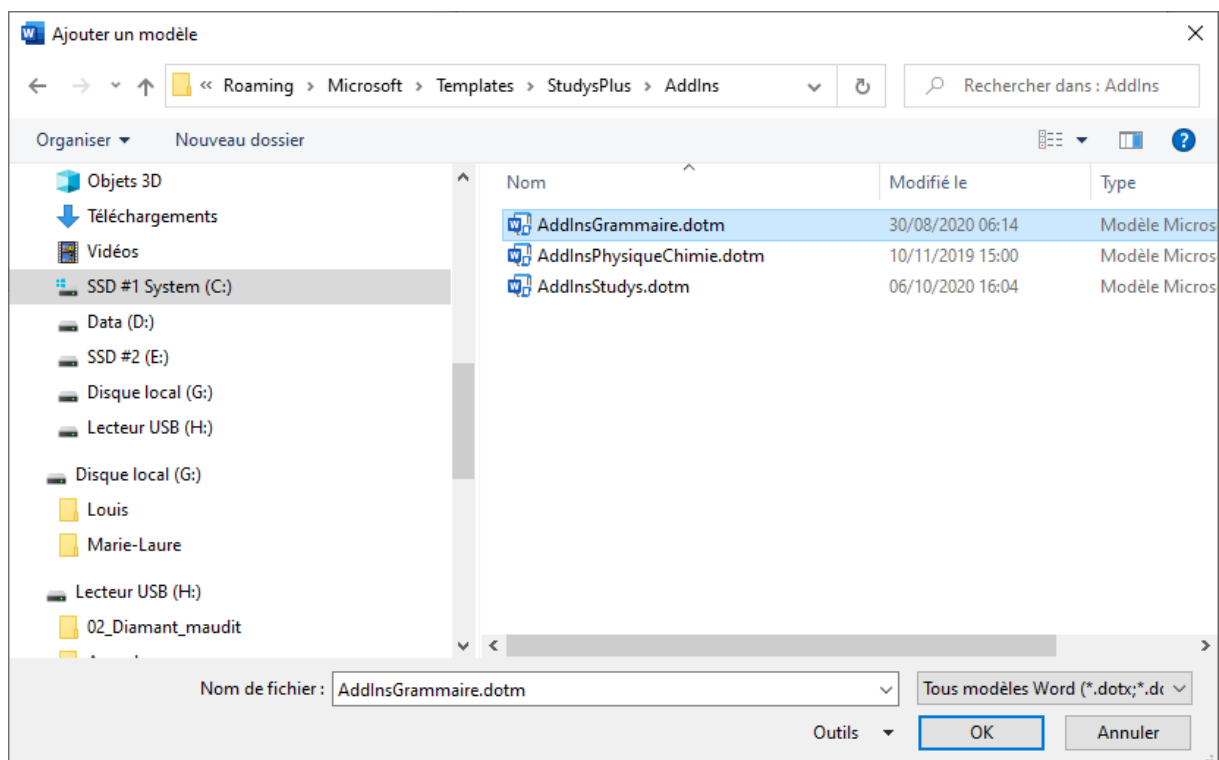 Ajouter un modèle
« Roaming > Microsoft > Templates > StudysPlus > AddIns
Rechercher dans : AddIns
Organiser
Nouveau dossier
Objets 3D
Téléchargements
Vidéos
SSD #1 System (C:)
Data (D:)
SSD #2 (E:)
Disque local (G:)
Lecteur USB (H:)
Disque local (G:)
Louis
Marie-Laure
Lecteur USB (H:)
02_Diamant_maudit
Nom Modifié le Type
AddInsGrammaire.dotm 30/08/2020 06:14 Modèle Micros
AddInsPhysiqueChimie.dotm 10/11/2019 15:00 Modèle Micros
AddInsStudys.dotm 06/10/2020 16:04 Modèle Micros
Nom de fichier : AddInsGrammaire.dotm
Tous modèles Word (*.dotx;*.dc
Outils OK Annuler